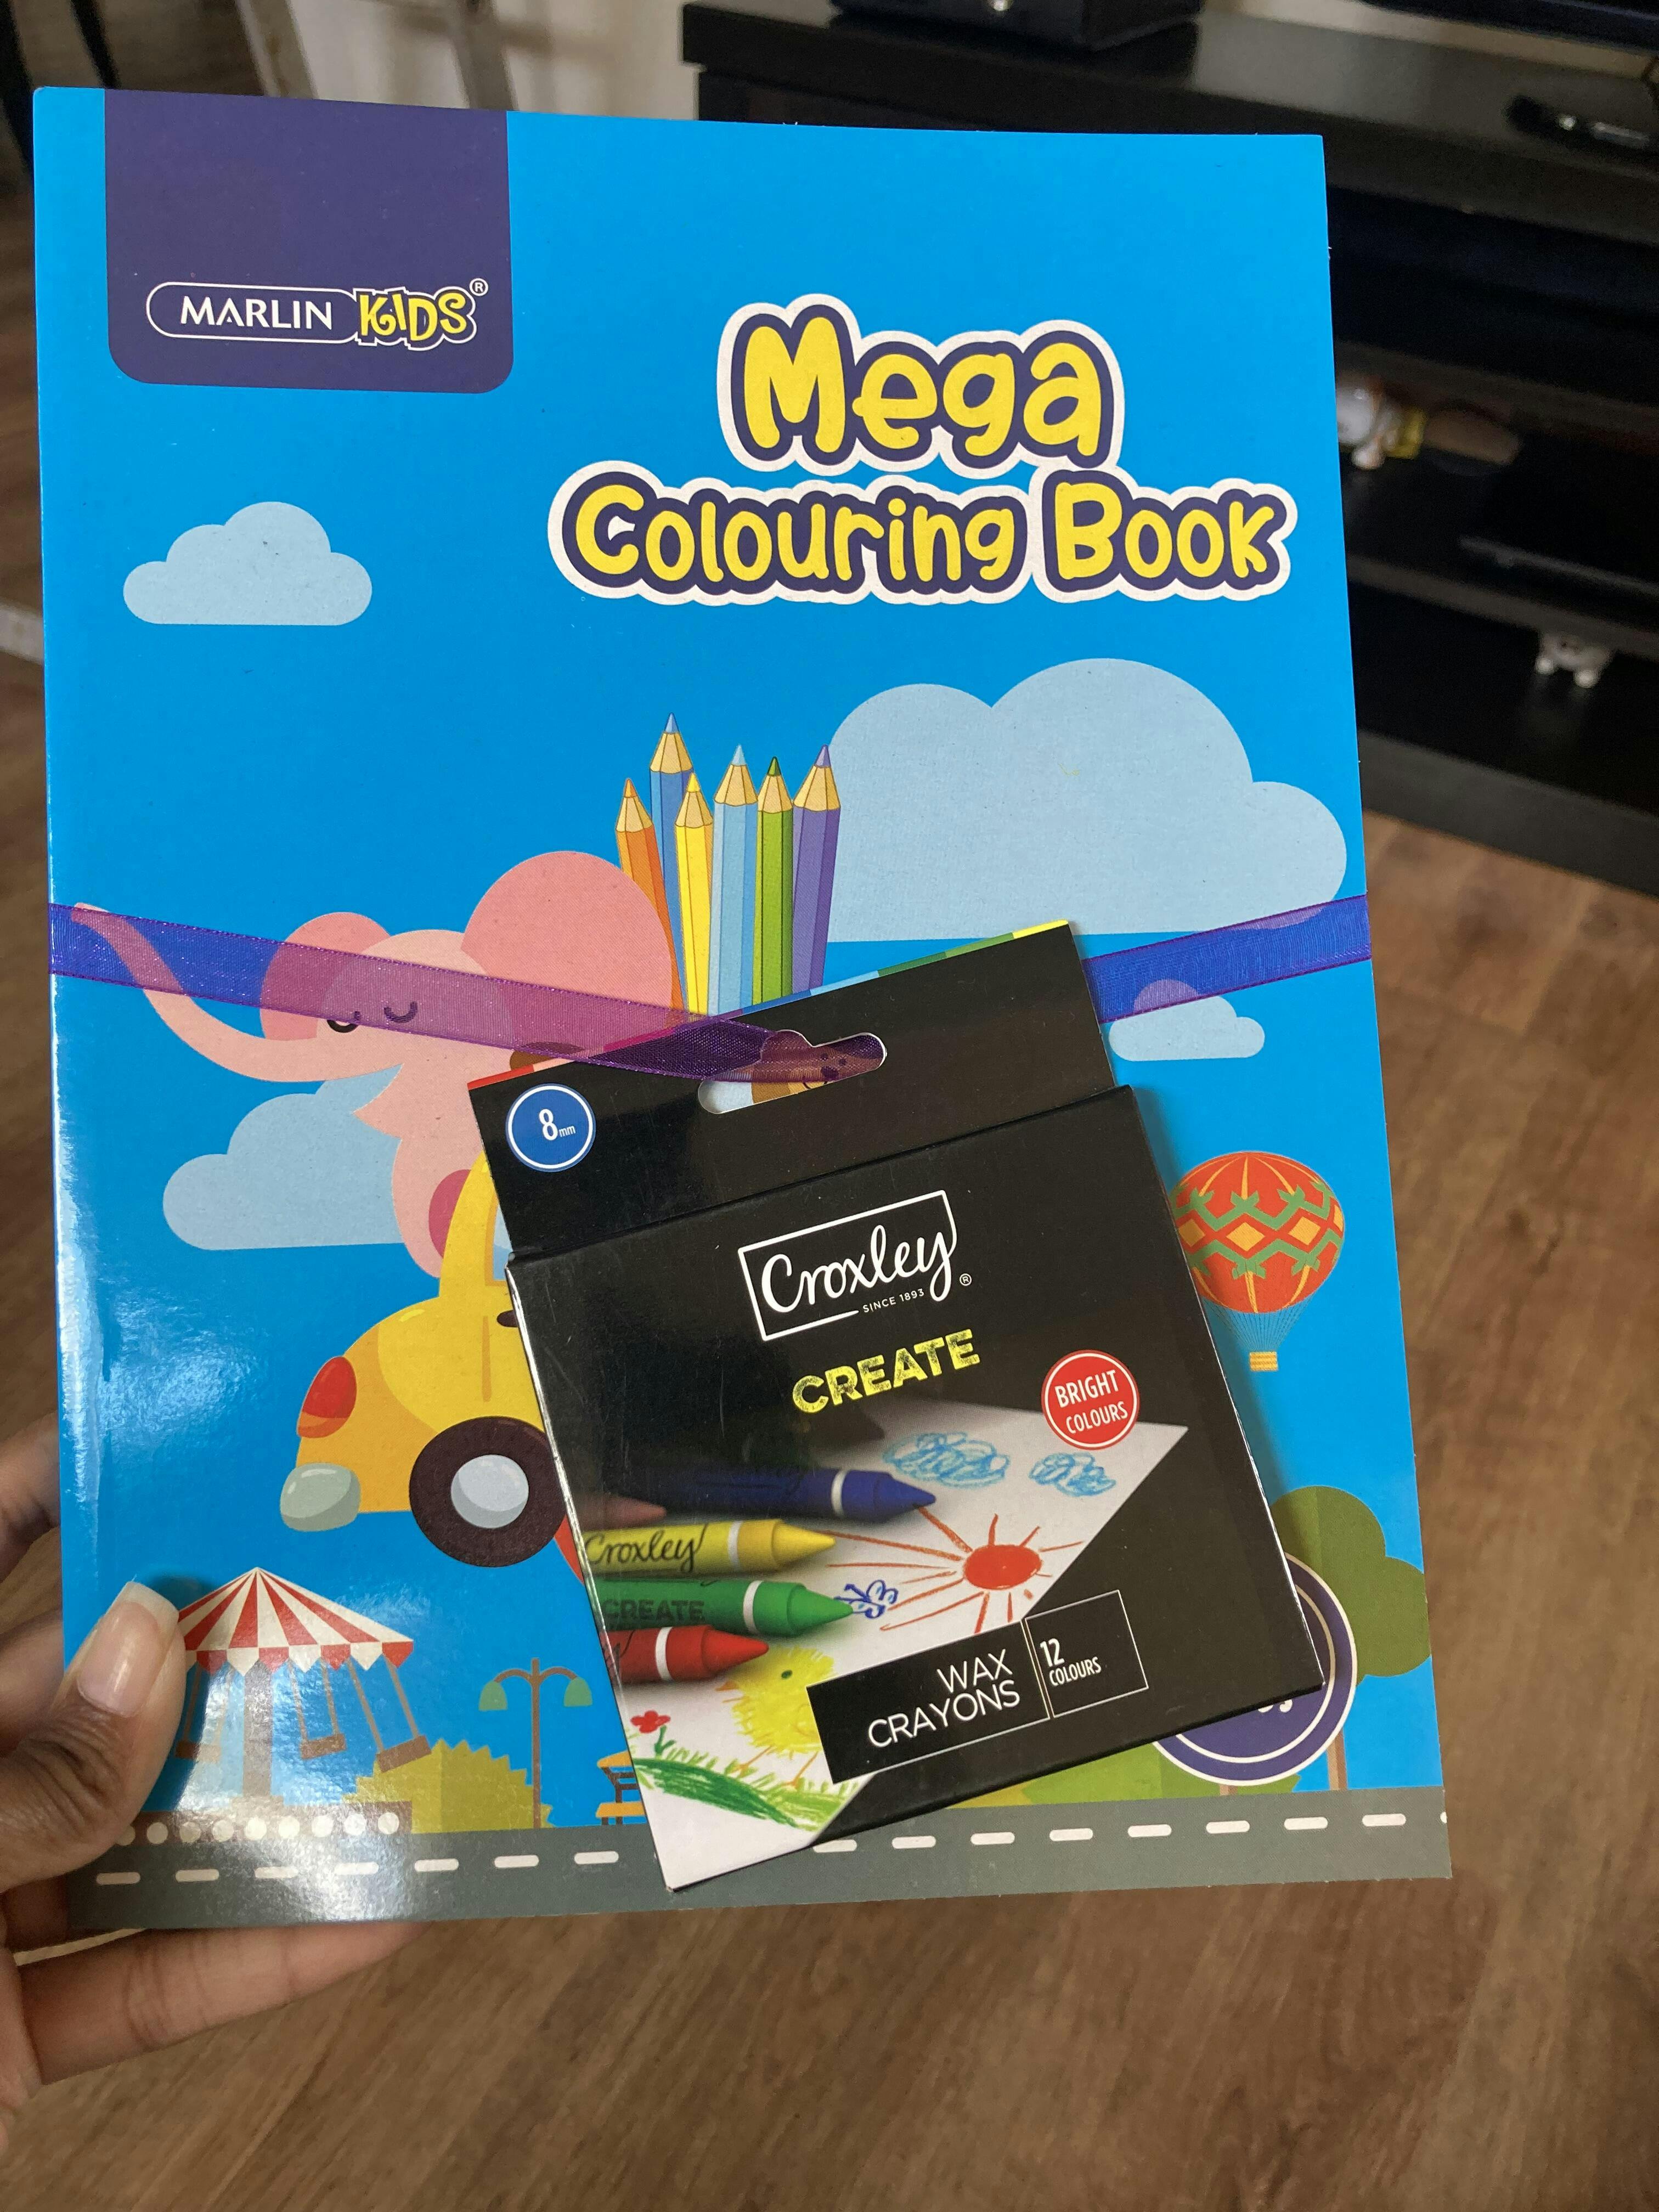 MARLIN KIDS®
Mega
Colouring Book
8mm
Croxley®
SINCE 1893
CREATE
BRIGHT
COLOURS
Croxley
CREATE
WAX
CRAYONS
12
COLOURS